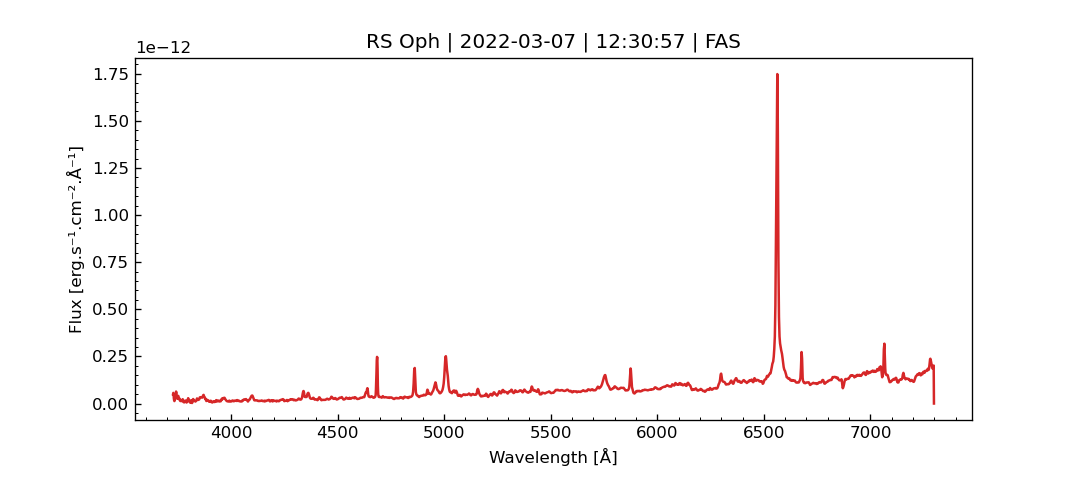 RS Oph | 2022-03-07 | 12:30:57 | FAS
1e−12
1.75
1.50
1.25
1.00
0.75
0.50
0.25
0.00
Flux [erg.s⁻¹.cm⁻².Å⁻¹]
4000 4500 5000 5500 6000 6500 7000
Wavelength [Å]